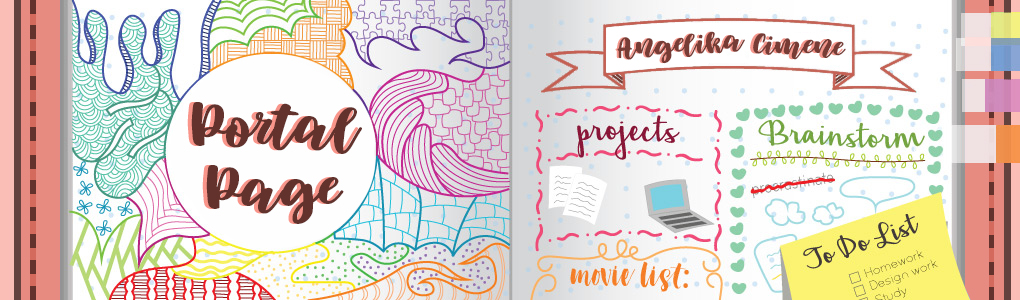 Portal
Page
Angelika Cimene
projects
movie list:
Brainstorm
procrastinate
To Do List
Homework
Design work
Study